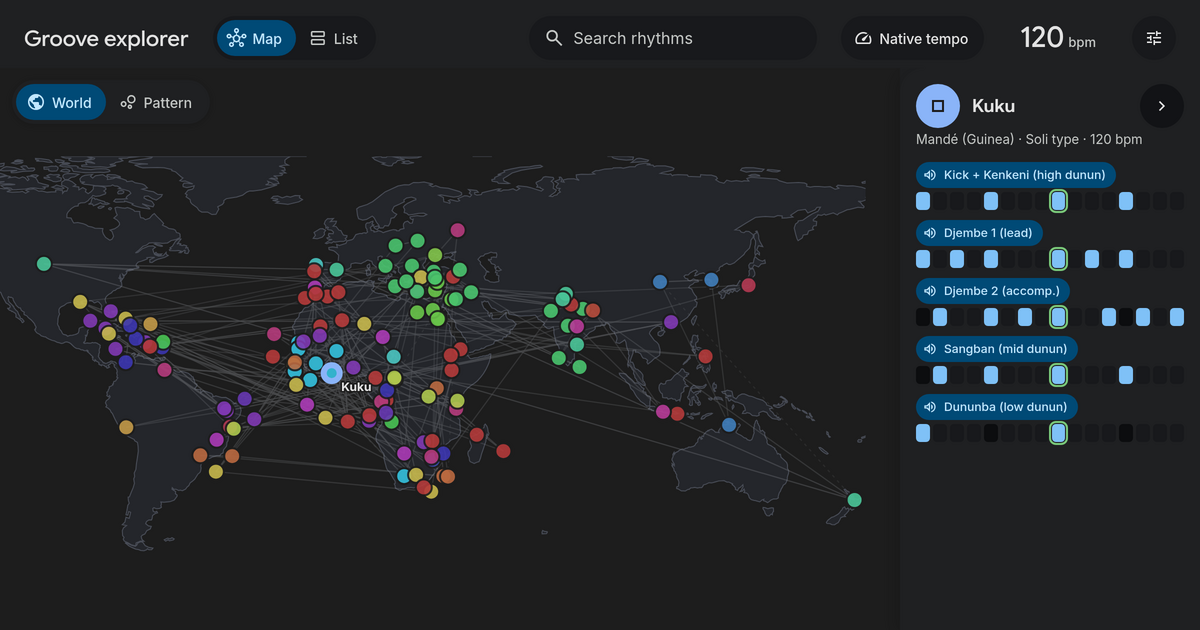 Groove explorer
Map
List
Search rhythms
Native tempo
120 bpm
World
Pattern
Kuku
Mandé (Guinea) · Soli type · 120 bpm
Kick + Kenkeni (high dunun)
Djembe 1 (lead)
Djembe 2 (accomp.)
Sangban (mid dunun)
Dununba (low dunun)
Kuku